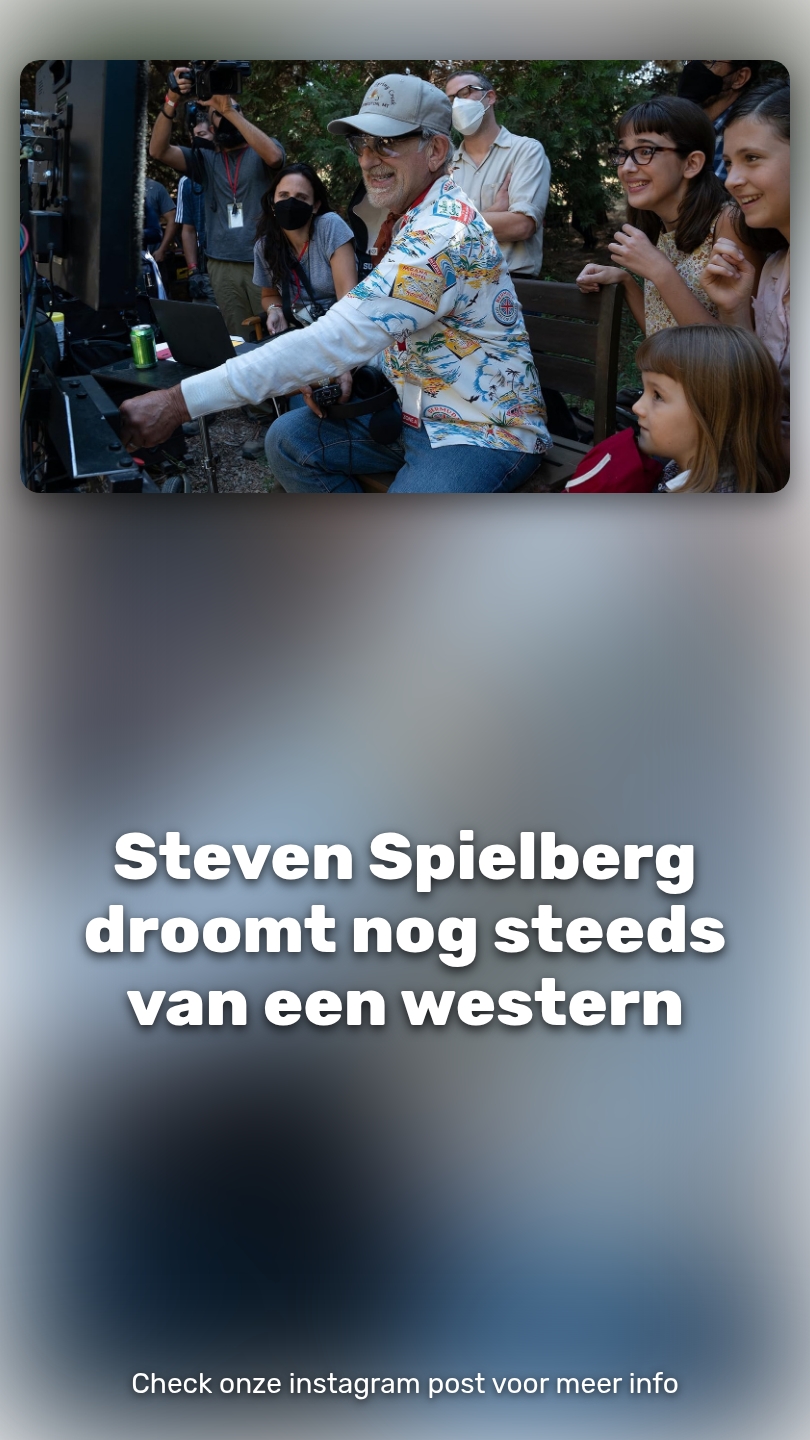 Steven Spielberg
droomt nog steeds
van een western
Check onze instagram post voor meer info